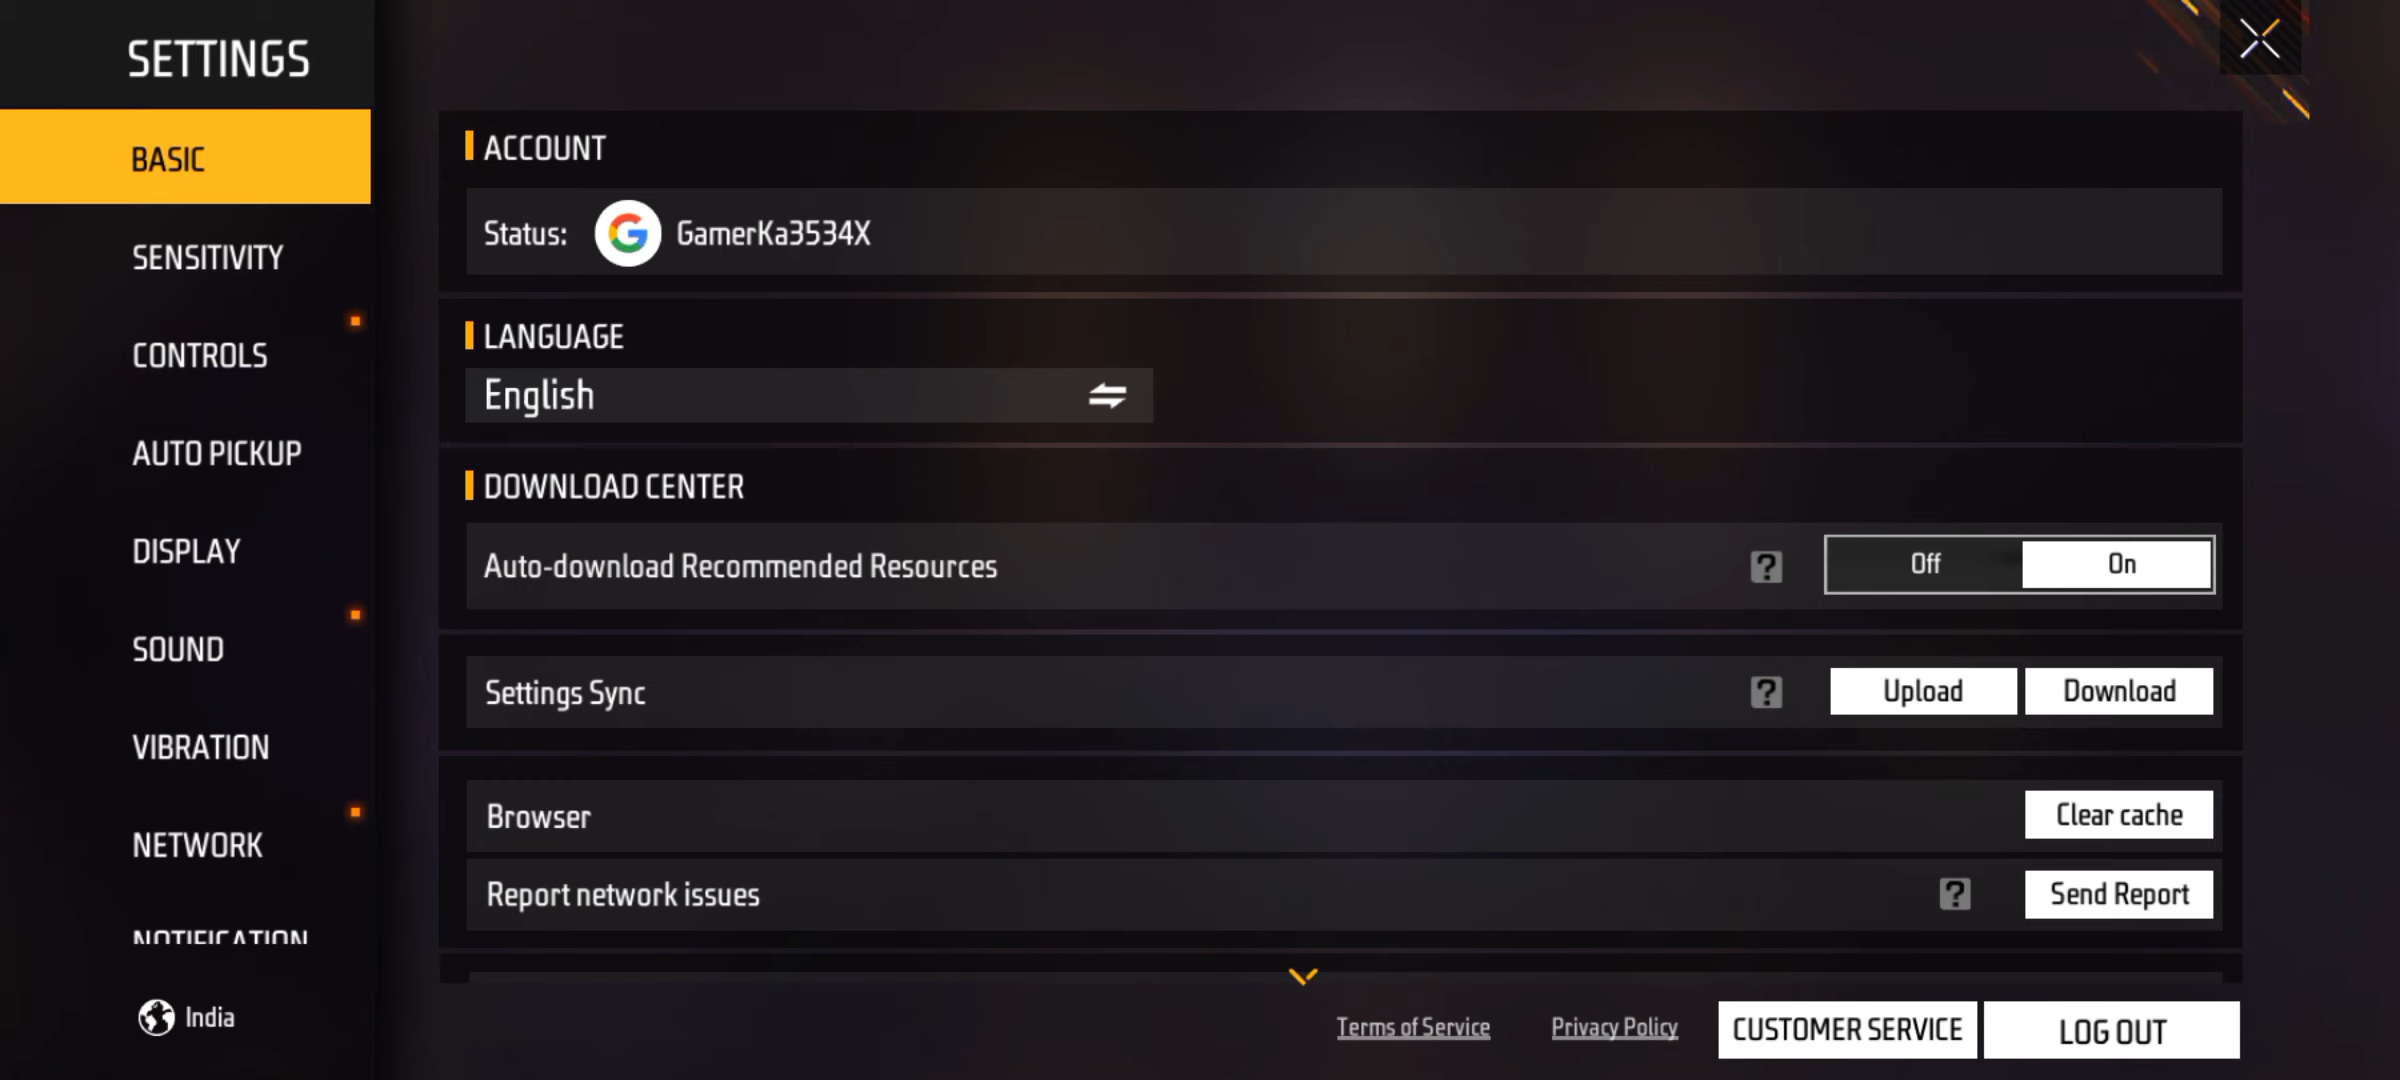 SETTINGS
BASIC
SENSITIVITY
CONTROLS
AUTO PICKUP
DISPLAY
SOUND
VIBRATION
NETWORK
NOTIFICATION
India
ACCOUNT
Status: GamerKa3534X
LANGUAGE
English
DOWNLOAD CENTER
Auto-download Recommended Resources ? Off On
Settings Sync ? Upload Download
Browser Clear cache
Report network issues ? Send Report
Terms of Service Privacy Policy CUSTOMER SERVICE LOG OUT